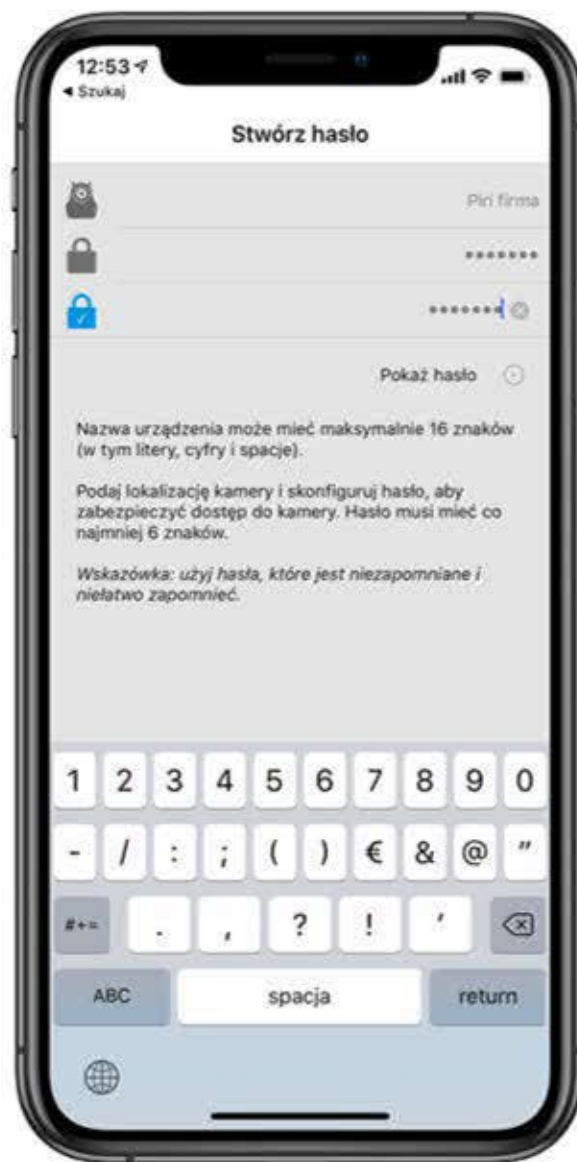 12:53
◀ Szukaj
Stwórz hasło
Piri firma
•••••••
•••••••
Pokaż hasło
Nazwa urządzenia może mieć maksymalnie 16 znaków
(w tym litery, cyfry i spacje).
Podaj lokalizację kamery i skonfiguruj hasło, aby
zabezpieczyć dostęp do kamery. Hasło musi mieć co
najmniej 6 znaków.
Wskazówka: użyj hasła, które jest niezapomniane i
niełatwo zapomnieć.
1 2 3 4 5 6 7 8 9 0
- / : ; ( ) € & @ "
#+= . , ? ! '
ABC spacja return